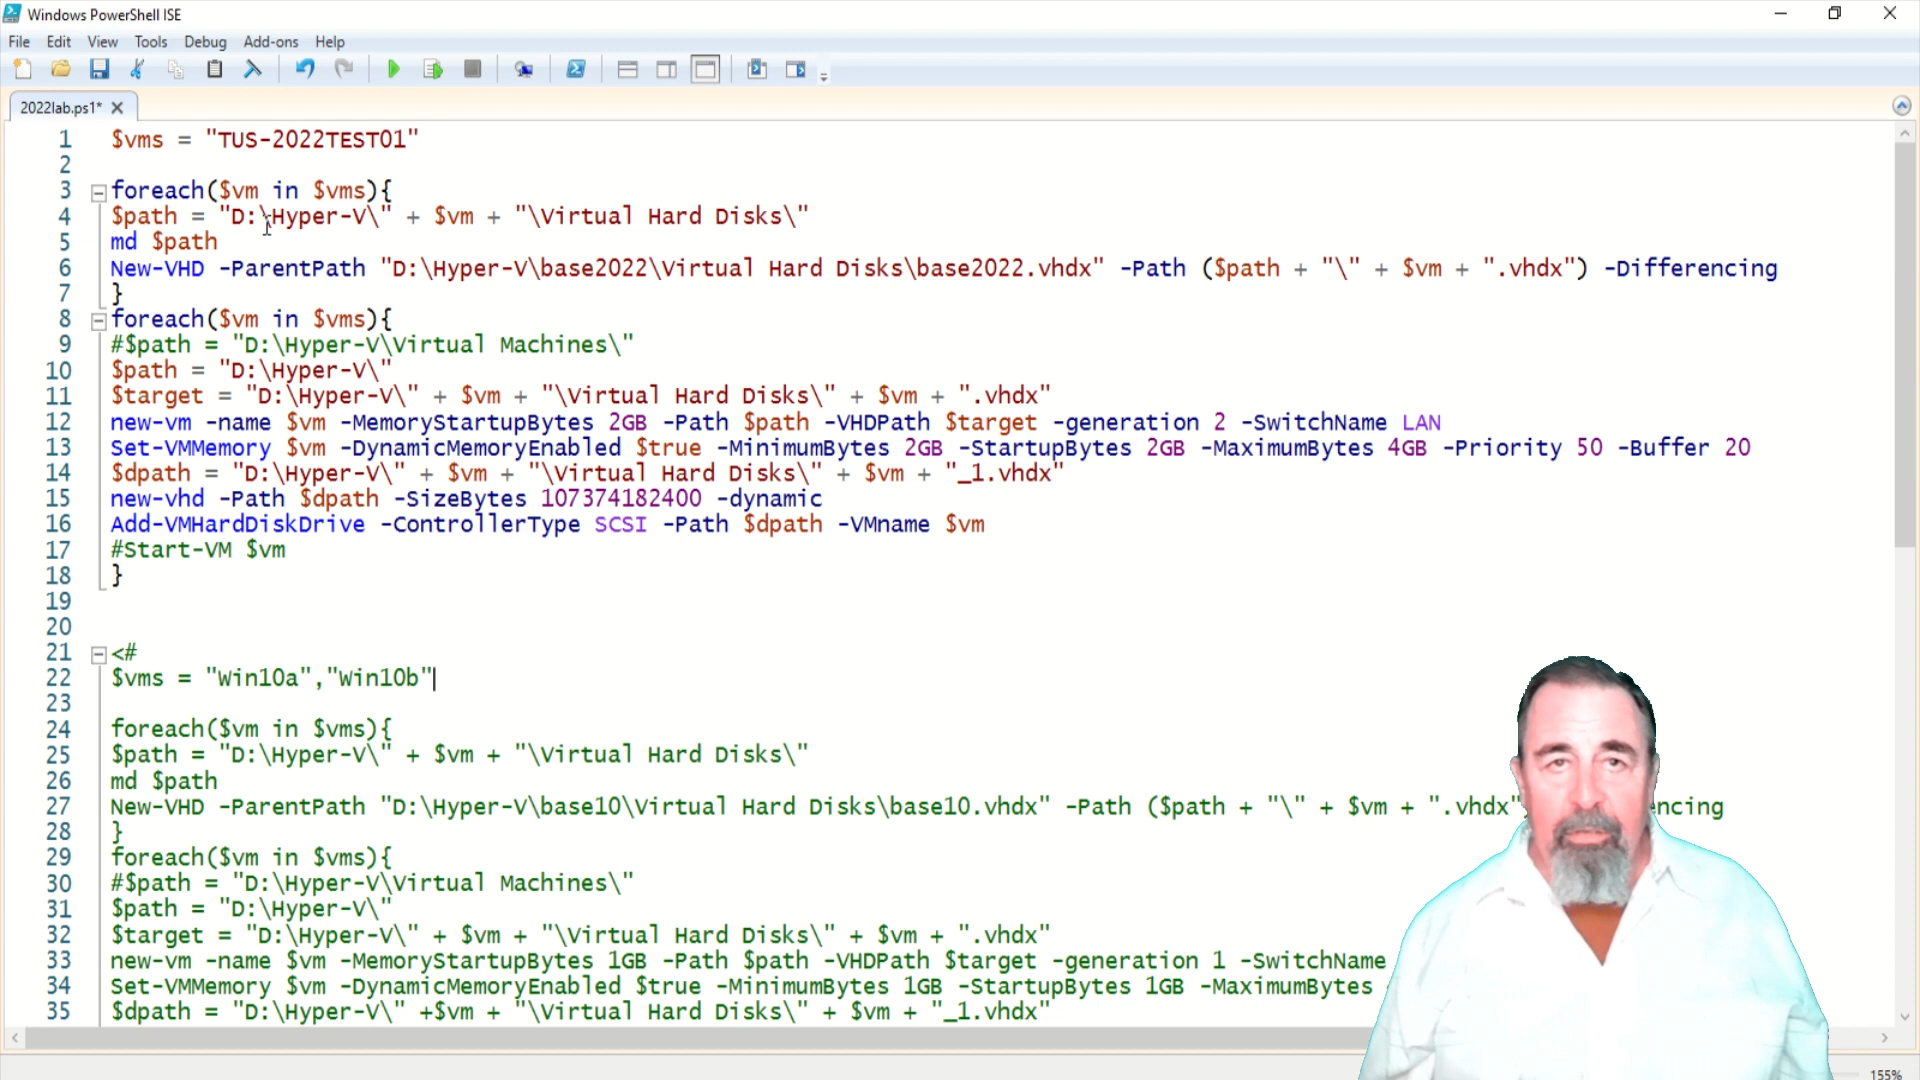 Windows PowerShell ISE
File Edit View Tools Debug Add-ons Help
2022lab.ps1*
1 $vms = "TUS-2022TEST01"
2
3 foreach($vm in $vms){
4 $path = "D:\Hyper-V\" + $vm + "\Virtual Hard Disks\"
5 md $path
6 New-VHD -ParentPath "D:\Hyper-V\base2022\Virtual Hard Disks\base2022.vhdx" -Path ($path + "\" + $vm + ".vhdx") -Differencing
7 }
8 foreach($vm in $vms){
9 #$path = "D:\Hyper-V\Virtual Machines\"
10 $path = "D:\Hyper-V\"
11 $target = "D:\Hyper-V\" + $vm + "\Virtual Hard Disks\" + $vm + ".vhdx"
12 new-vm -name $vm -MemoryStartupBytes 2GB -Path $path -VHDPath $target -generation 2 -SwitchName LAN
13 Set-VMMemory $vm -DynamicMemoryEnabled $true -MinimumBytes 2GB -StartupBytes 2GB -MaximumBytes 4GB -Priority 50 -Buffer 20
14 $dpath = "D:\Hyper-V\" + $vm + "\Virtual Hard Disks\" + $vm + "_1.vhdx"
15 new-vhd -Path $dpath -SizeBytes 107374182400 -dynamic
16 Add-VMHardDiskDrive -ControllerType SCSI -Path $dpath -VMname $vm
17 #Start-VM $vm
18 }
19
20
21 <#
22 $vms = "Win10a","Win10b"
23
24 foreach($vm in $vms){
25 $path = "D:\Hyper-V\" + $vm + "\Virtual Hard Disks\"
26 md $path
27 New-VHD -ParentPath "D:\Hyper-V\base10\Virtual Hard Disks\base10.vhdx" -Path ($path + "\" + $vm + ".vhdx" encing
28 }
29 foreach($vm in $vms){
30 #$path = "D:\Hyper-V\Virtual Machines\"
31 $path = "D:\Hyper-V\"
32 $target = "D:\Hyper-V\" + $vm + "\Virtual Hard Disks\" + $vm + ".vhdx"
33 new-vm -name $vm -MemoryStartupBytes 1GB -Path $path -VHDPath $target -generation 1 -SwitchName
34 Set-VMMemory $vm -DynamicMemoryEnabled $true -MinimumBytes 1GB -StartupBytes 1GB -MaximumBytes
35 $dpath = "D:\Hyper-V\" +$vm + "\Virtual Hard Disks\" + $vm + "_1.vhdx"
155%